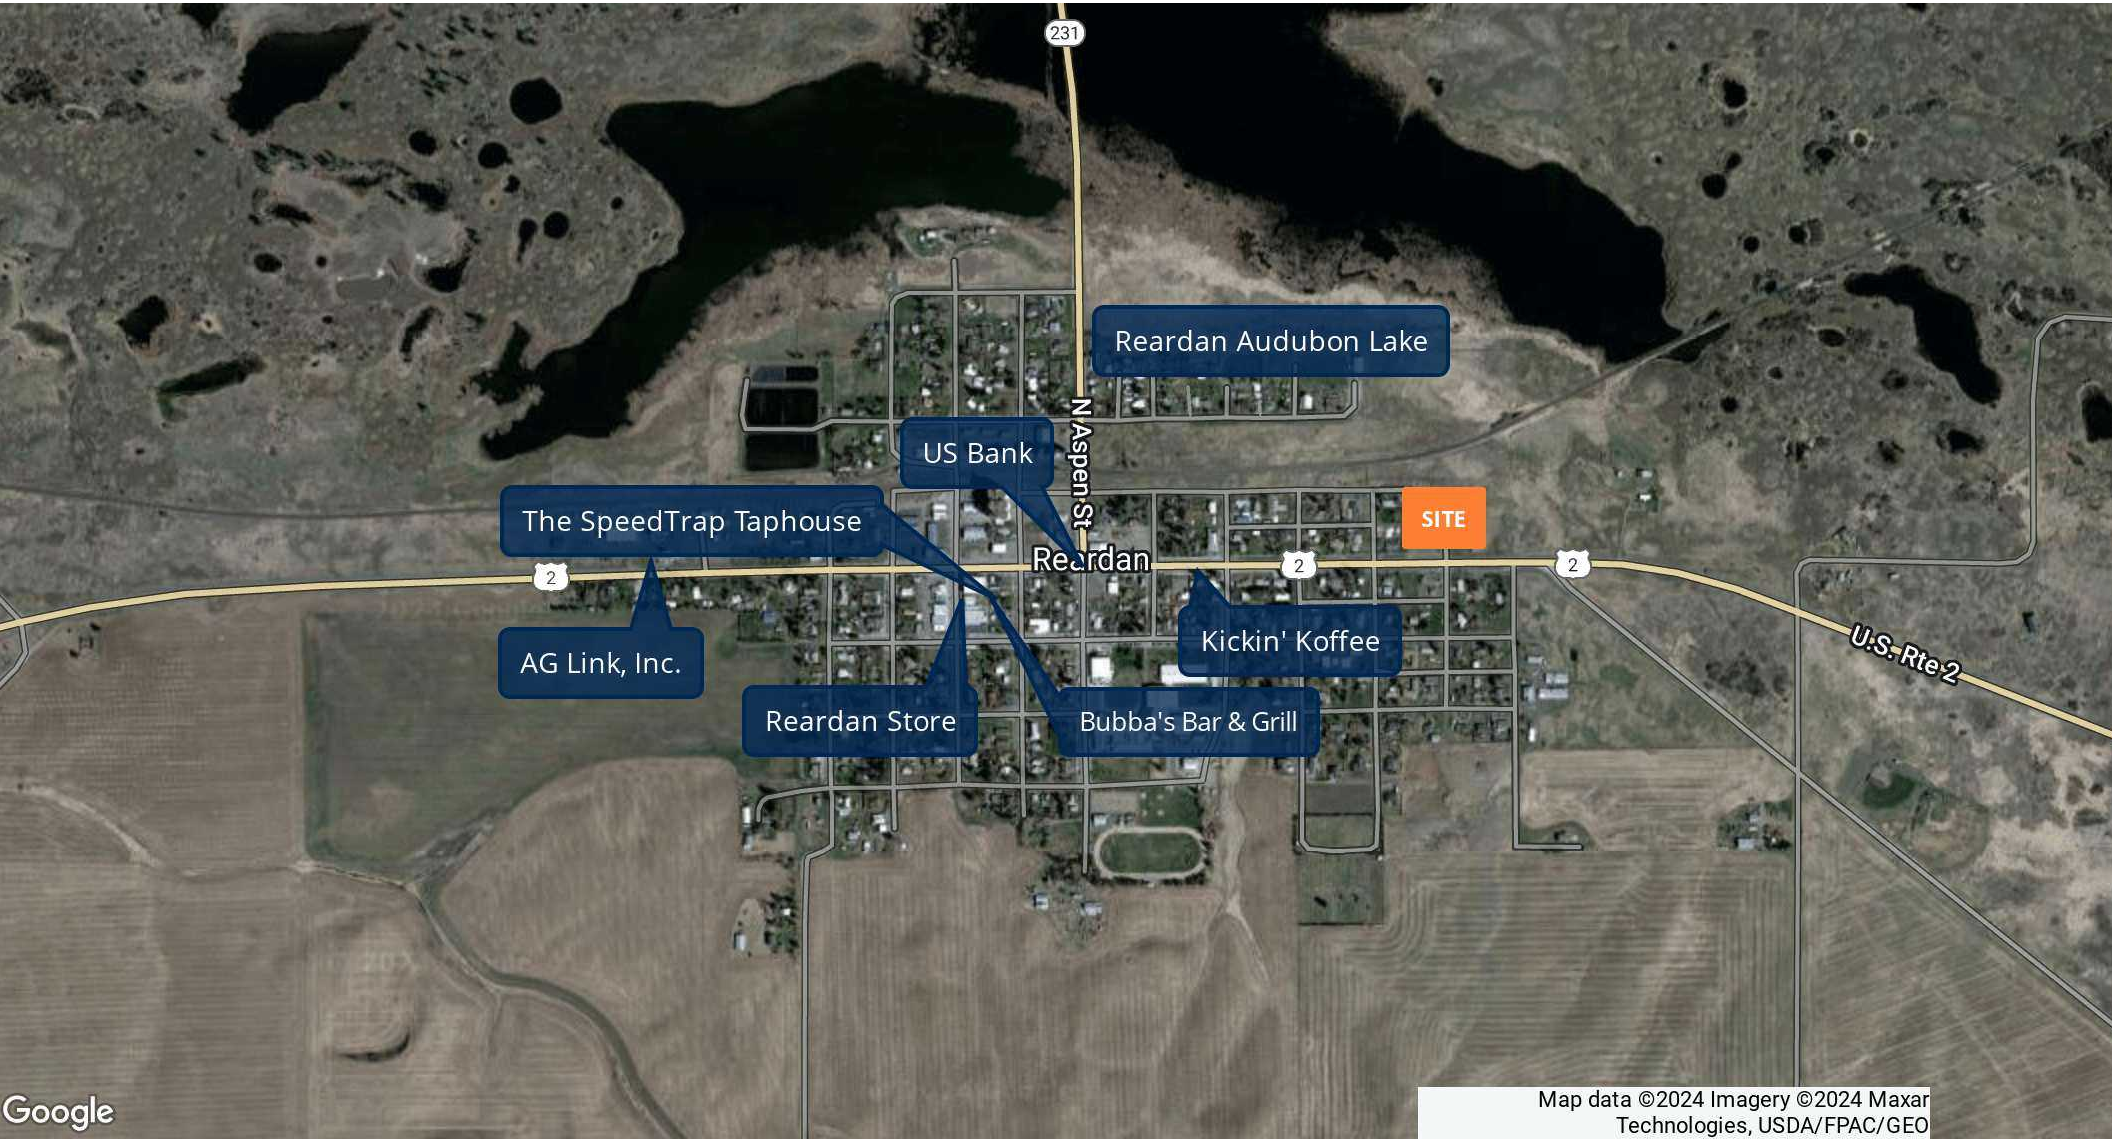 231
Reardan Audubon Lake
N Aspen St
US Bank
The SpeedTrap Taphouse
SITE
Reardan
2
2
2
Kickin' Koffee
U.S. Rte 2
AG Link, Inc.
Reardan Store
Bubba's Bar & Grill
Google
Map data ©2024 Imagery ©2024 Maxar
Technologies, USDA/FPAC/GEO